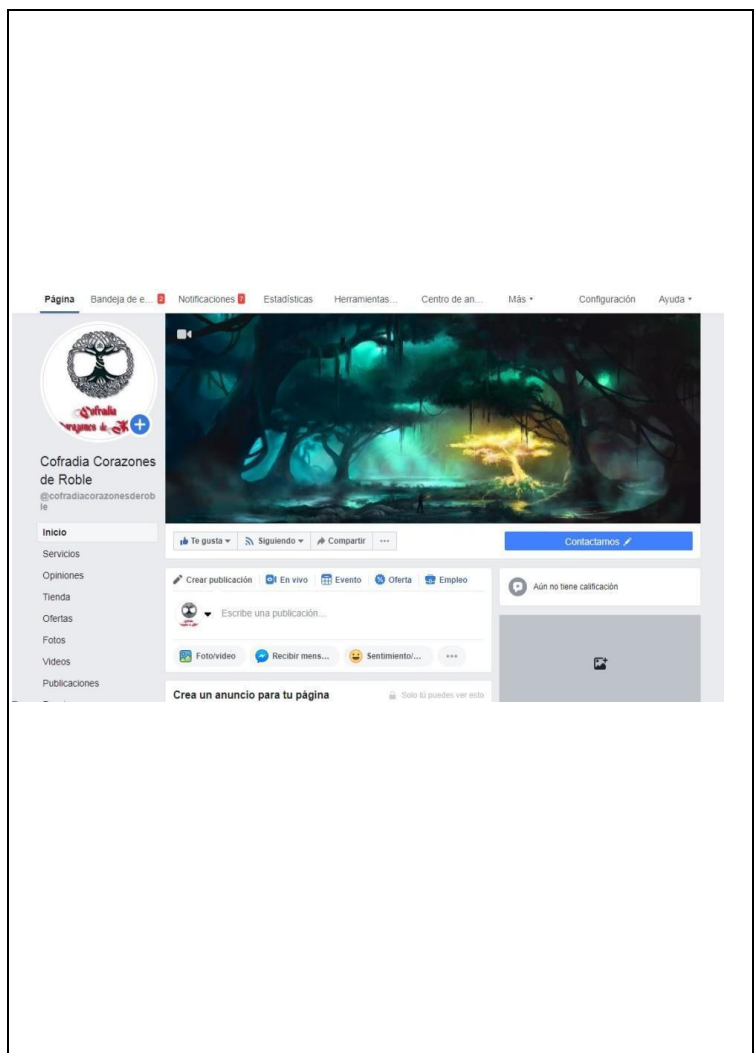 Página Bandeja de e... 2 Notificaciones 7 Estadísticas Herramientas... Centro de an... Más Configuración Ayuda
Cofradia
Corazones de
Cofradia Corazones
de Roble
@cofradiacorazonesderob
le
Inicio
Servicios
Opiniones
Tienda
Ofertas
Fotos
Videos
Publicaciones
Te gusta Siguiendo Compartir ...
Contactarnos
Crear publicación En vivo Evento Oferta Empleo
Escribe una publicación...
Foto/video Recibir mens... Sentimiento/... ...
Aún no tiene calificación
Crea un anuncio para tu página Solo tú puedes ver esto